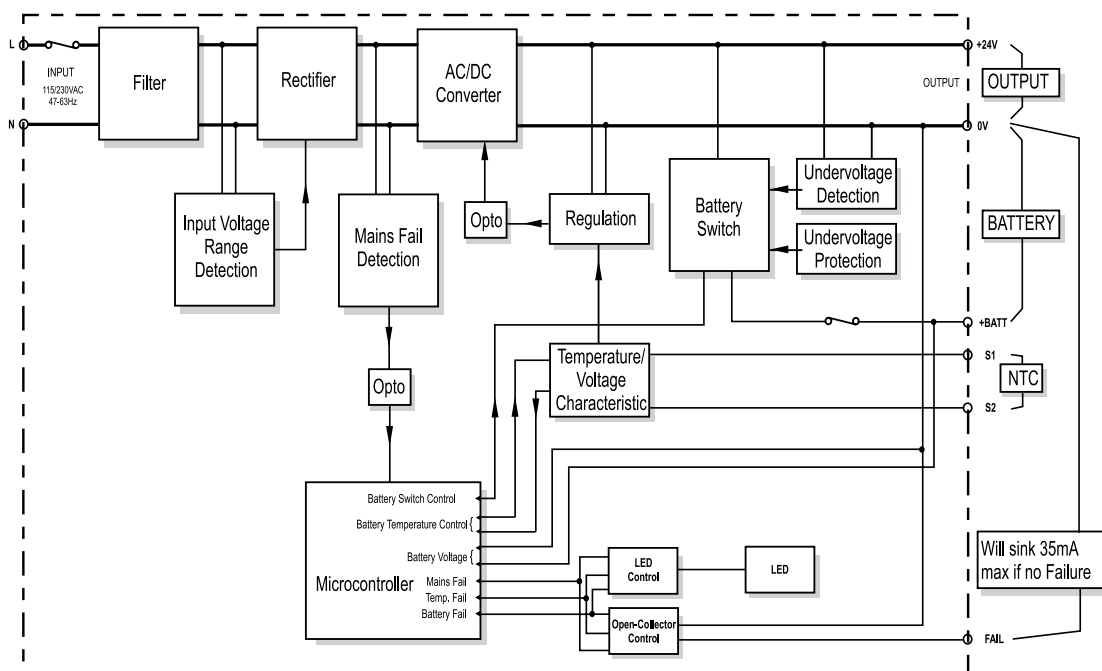 L
INPUT
115/230VAC
47-63Hz
N
Filter
Rectifier
AC/DC
Converter
OUTPUT
+24V
OUTPUT
0V
Input Voltage
Range
Detection
Mains Fail
Detection
Opto
Regulation
Battery
Switch
Undervoltage
Detection
Undervoltage
Protection
BATTERY
+BATT
Opto
Temperature/
Voltage
Characteristic
S1
NTC
S2
Battery Switch Control
Battery Temperature Control {
Battery Voltage {
Microcontroller
Mains Fail
Temp. Fail
Battery Fail
LED
Control
LED
Open-Collector
Control
Will sink 35mA
max if no Failure
FAIL